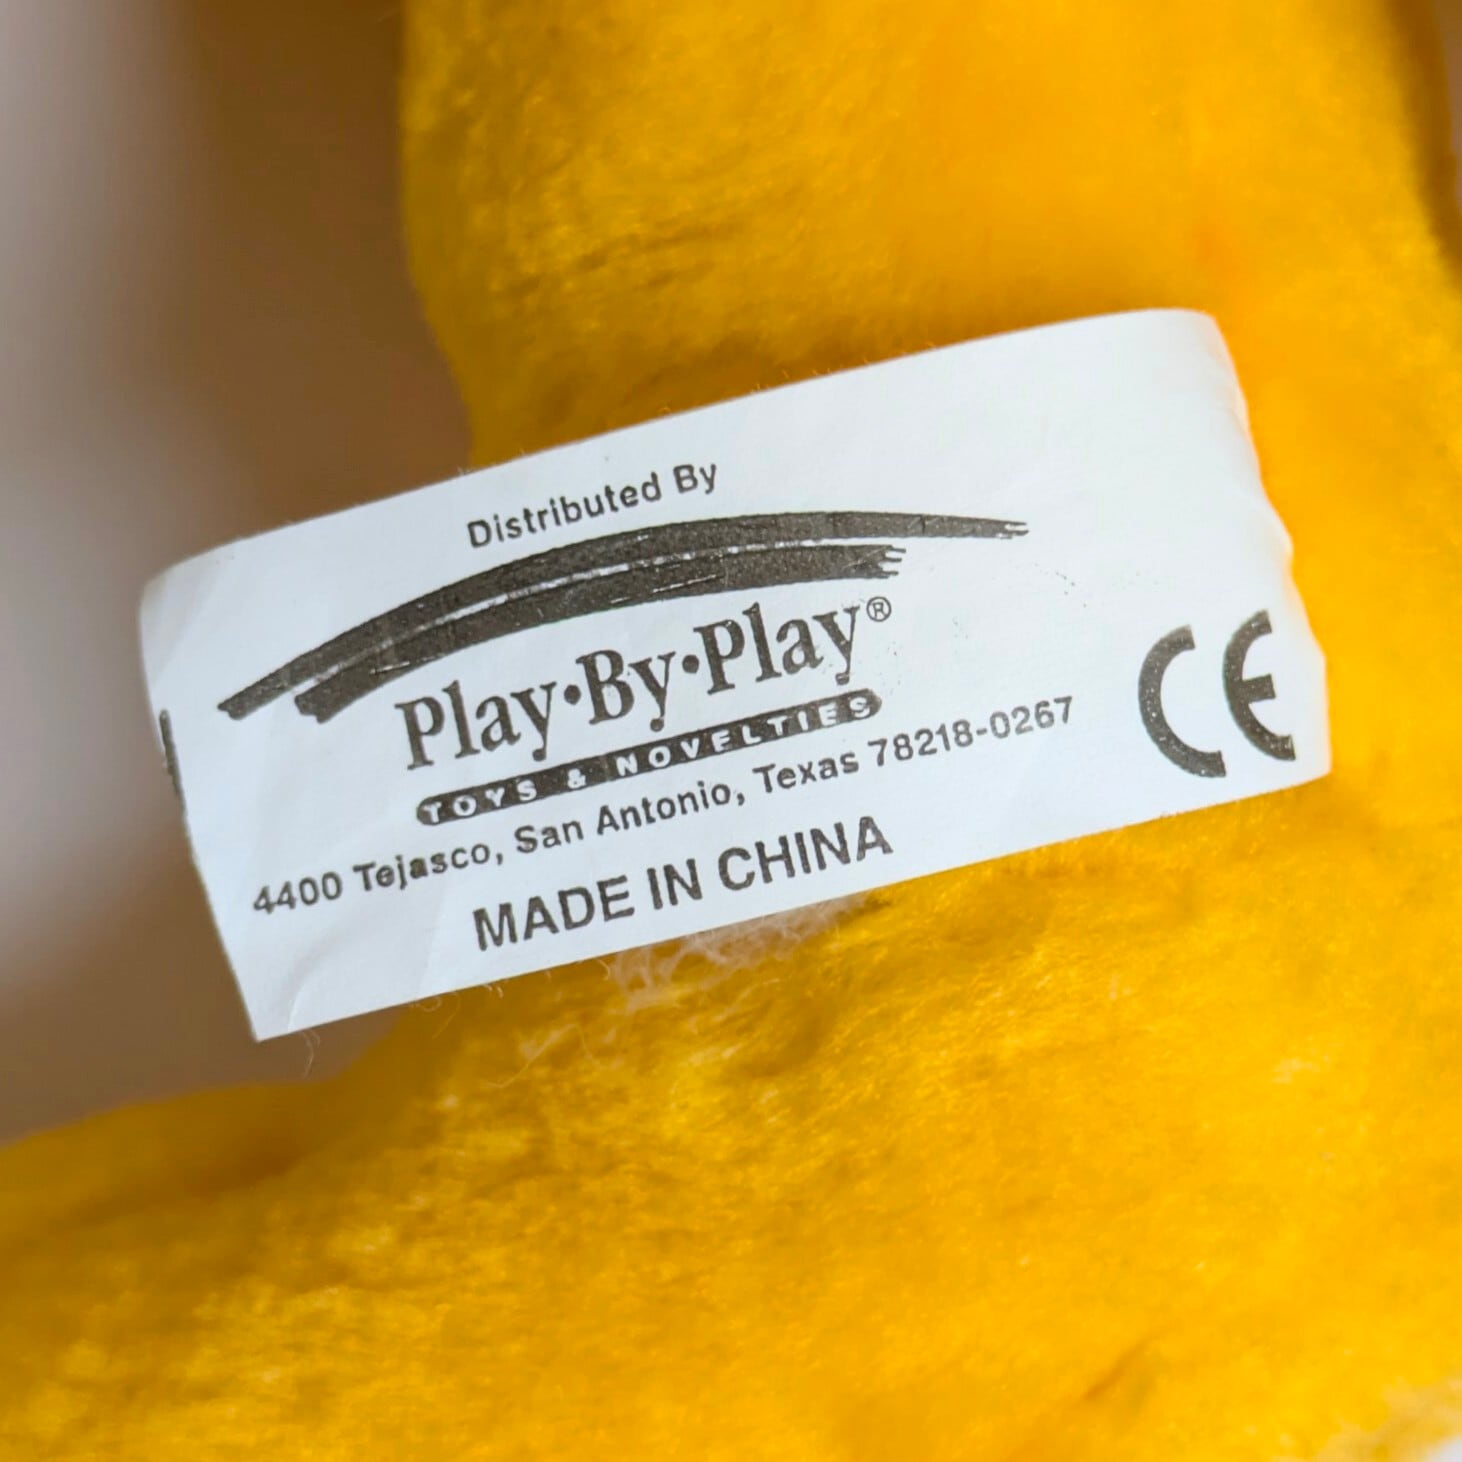 Distributed By
Play•By•Play®
TOYS & NOVELTIES
4400 Tejasco, San Antonio, Texas 78218-0267
MADE IN CHINA
CE